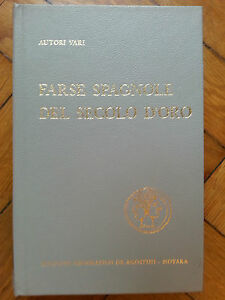 AUTORI VARI
FARSE SPAGNOLE
DEL SECOLO D'ORO
ISTITUTO GEOGRAFICO DE AGOSTINI - NOVARA